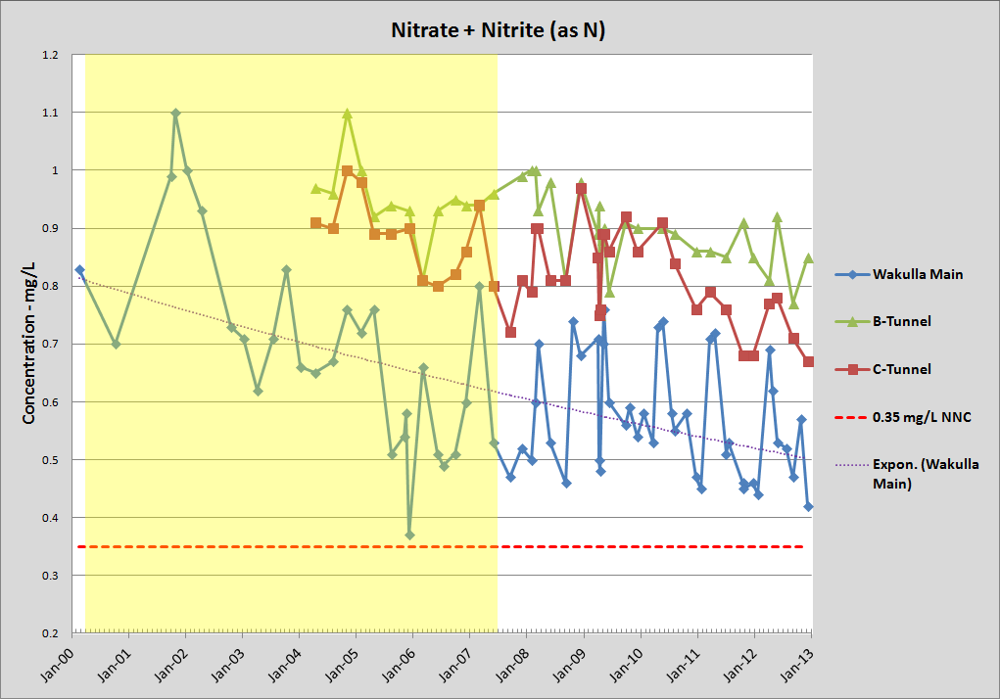 Nitrate + Nitrite (as N)
Concentration - mg/L
1.2
1.1
1
0.9
0.8
0.7
0.6
0.5
0.4
0.3
0.2
Jan-00
Jan-01
Jan-02
Jan-03
Jan-04
Jan-05
Jan-06
Jan-07
Jan-08
Jan-09
Jan-10
Jan-11
Jan-12
Jan-13
Wakulla Main
B-Tunnel
C-Tunnel
0.35 mg/L NNC
Expon. (Wakulla
Main)